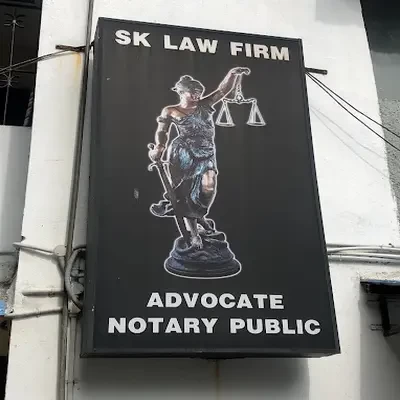 SK LAW FIRM
ADVOCATE
NOTARY PUBLIC